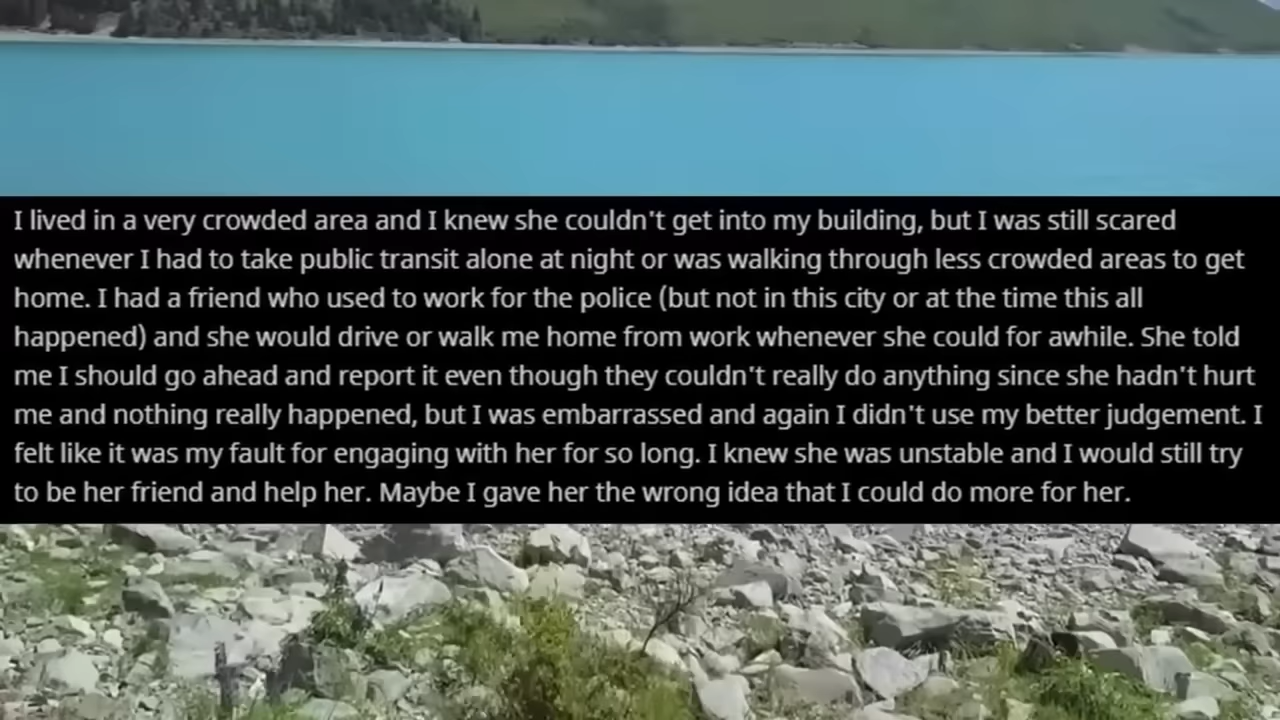 I lived in a very crowded area and I knew she couldn't get into my building, but I was still scared
whenever I had to take public transit alone at night or was walking through less crowded areas to get
home. I had a friend who used to work for the police (but not in this city or at the time this all
happened) and she would drive or walk me home from work whenever she could for awhile. She told
me I should go ahead and report it even though they couldn't really do anything since she hadn't hurt
me and nothing really happened, but I was embarrassed and again I didn't use my better judgement. I
felt like it was my fault for engaging with her for so long. I knew she was unstable and I would still try
to be her friend and help her. Maybe I gave her the wrong idea that I could do more for her.